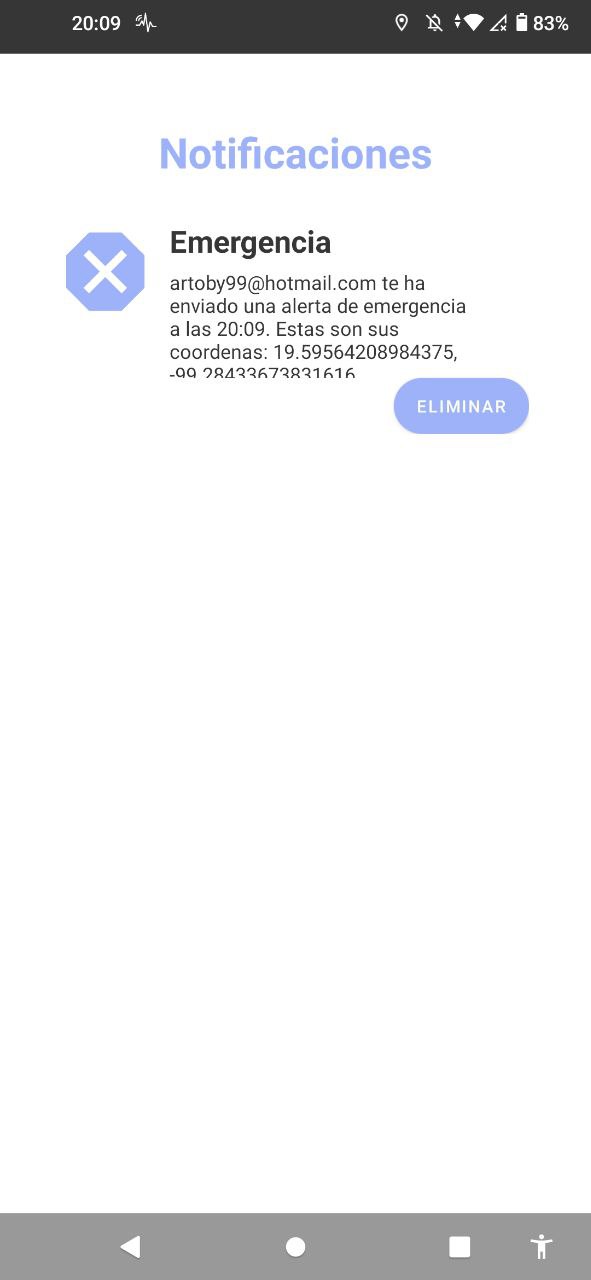 20:09
83%
Notificaciones
Emergencia
artoby99@hotmail.com te ha
enviado una alerta de emergencia
a las 20:09. Estas son sus
coordenas: 19.59564208984375,
-99.28433673831616
ELIMINAR